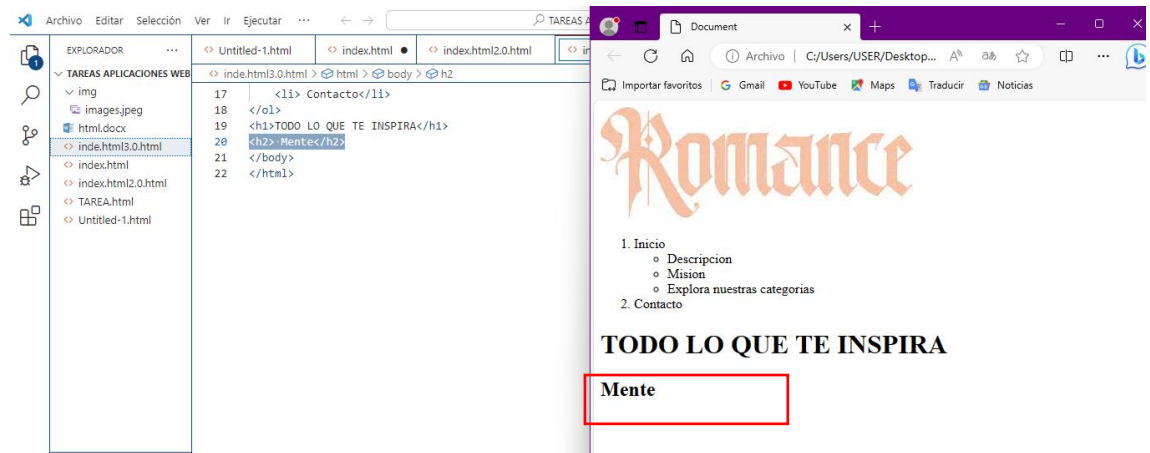 Archivo Editar Selección Ver Ir Ejecutar ··· TAREAS A
EXPLORADOR ···
TAREAS APLICACIONES WEB
img
images.jpeg
html.docx
inde.html3.0.html
index.html
index.html2.0.html
TAREA.html
Untitled-1.html
1
Untitled-1.html index.html index.html2.0.html in
inde.html3.0.html > html > body > h2
17 <li> Contacto</li>
18 </ol>
19 <h1>TODO LO QUE TE INSPIRA</h1>
20 <h2> Mente</h2>
21 </body>
22 </html>
Document
Archivo | C:/Users/USER/Desktop...
Importar favoritos Gmail YouTube Maps Traducir Noticias
Romance
1. Inicio
Descripcion
Mision
Explora nuestras categorias
2. Contacto
TODO LO QUE TE INSPIRA
Mente